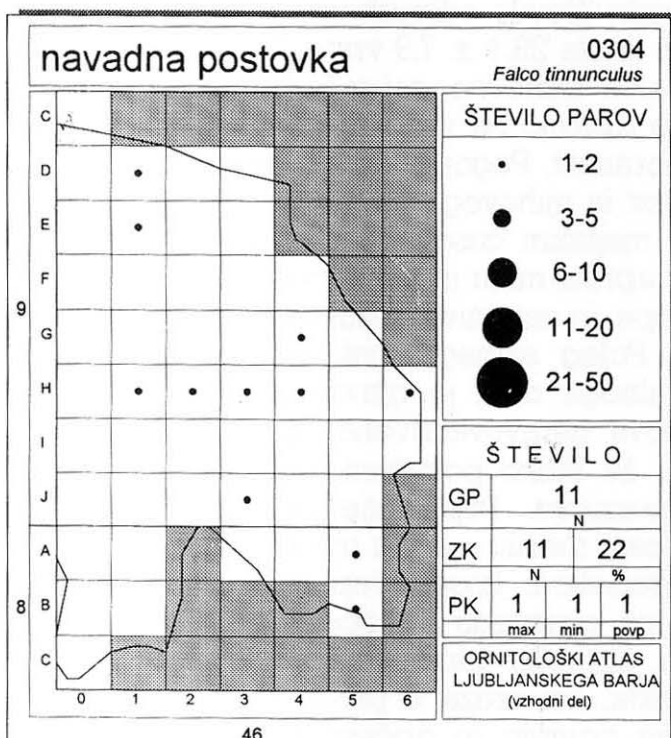 navadna postovka
0304
Falco tinnunculus
C
D
E
F
9
G
H
I
J
A
8
B
C
0 1 2 3 4 5 6
46
ŠTEVILO PAROV
1-2
3-5
6-10
11-20
21-50
ŠTEVILO
GP 11
N
ZK 11 22
N %
PK 1 1 1
max min povp
ORNITOLOŠKI ATLAS
LJUBLJANSKEGA BARJA
(vzhodni del)